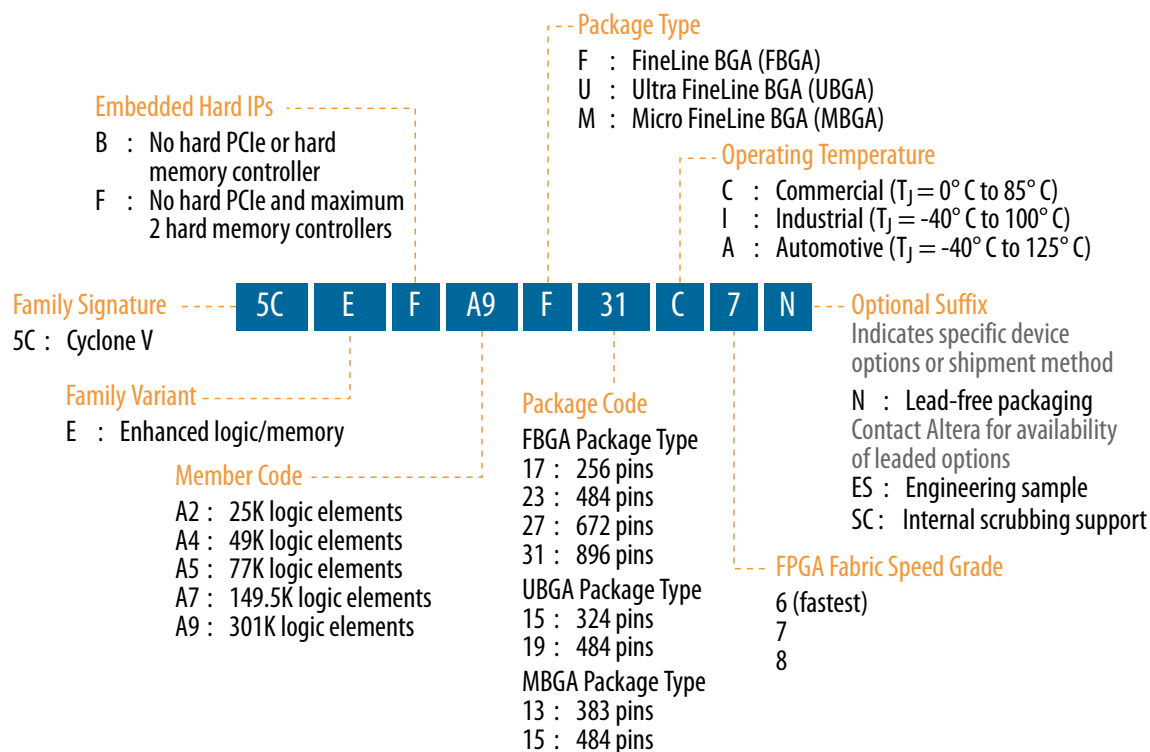 Package Type
F : FineLine BGA (FBGA)
U : Ultra FineLine BGA (UBGA)
M : Micro FineLine BGA (MBGA)
Embedded Hard IPs
B : No hard PCIe or hard
memory controller
F : No hard PCIe and maximum
2 hard memory controllers
Operating Temperature
C : Commercial (TJ = 0° C to 85° C)
I : Industrial (TJ = -40° C to 100° C)
A : Automotive (TJ = -40° C to 125° C)
Family Signature
5C : Cyclone V
5C E F A9 F 31 C 7 N
Optional Suffix
Indicates specific device
options or shipment method
N : Lead-free packaging
Contact Altera for availability
of leaded options
ES : Engineering sample
SC : Internal scrubbing support
Family Variant
E : Enhanced logic/memory
Member Code
A2 : 25K logic elements
A4 : 49K logic elements
A5 : 77K logic elements
A7 : 149.5K logic elements
A9 : 301K logic elements
Package Code
FBGA Package Type
17 : 256 pins
23 : 484 pins
27 : 672 pins
31 : 896 pins
UBGA Package Type
15 : 324 pins
19 : 484 pins
MBGA Package Type
13 : 383 pins
15 : 484 pins
FPGA Fabric Speed Grade
6 (fastest)
7
8